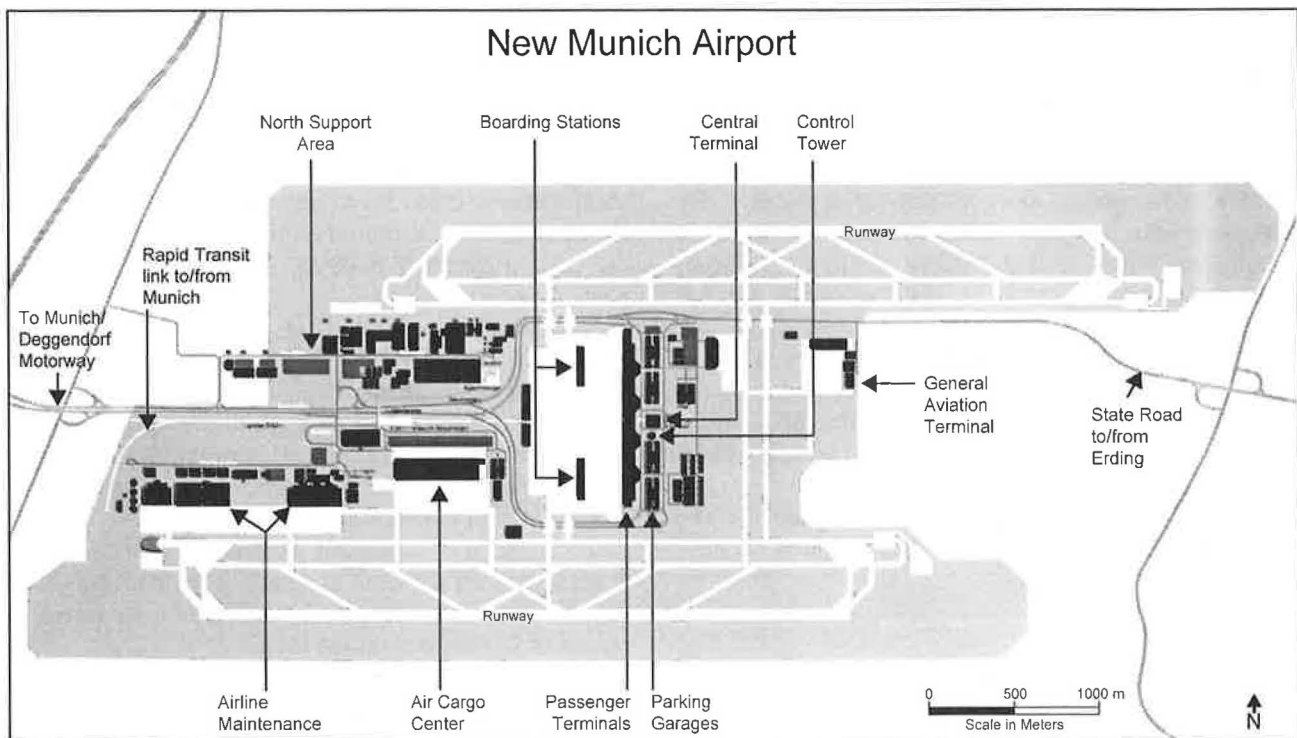 New Munich Airport
North Support
Area
Boarding Stations
Central
Terminal
Control
Tower
Runway
Rapid Transit
link to/from
Munich
To Munich/
Deggendorf
Motorway
General
Aviation
Terminal
State Road
to/from
Erding
Runway
Airline
Maintenance
Air Cargo
Center
Passenger
Terminals
Parking
Garages
0 500 1000 m
Scale in Meters
N